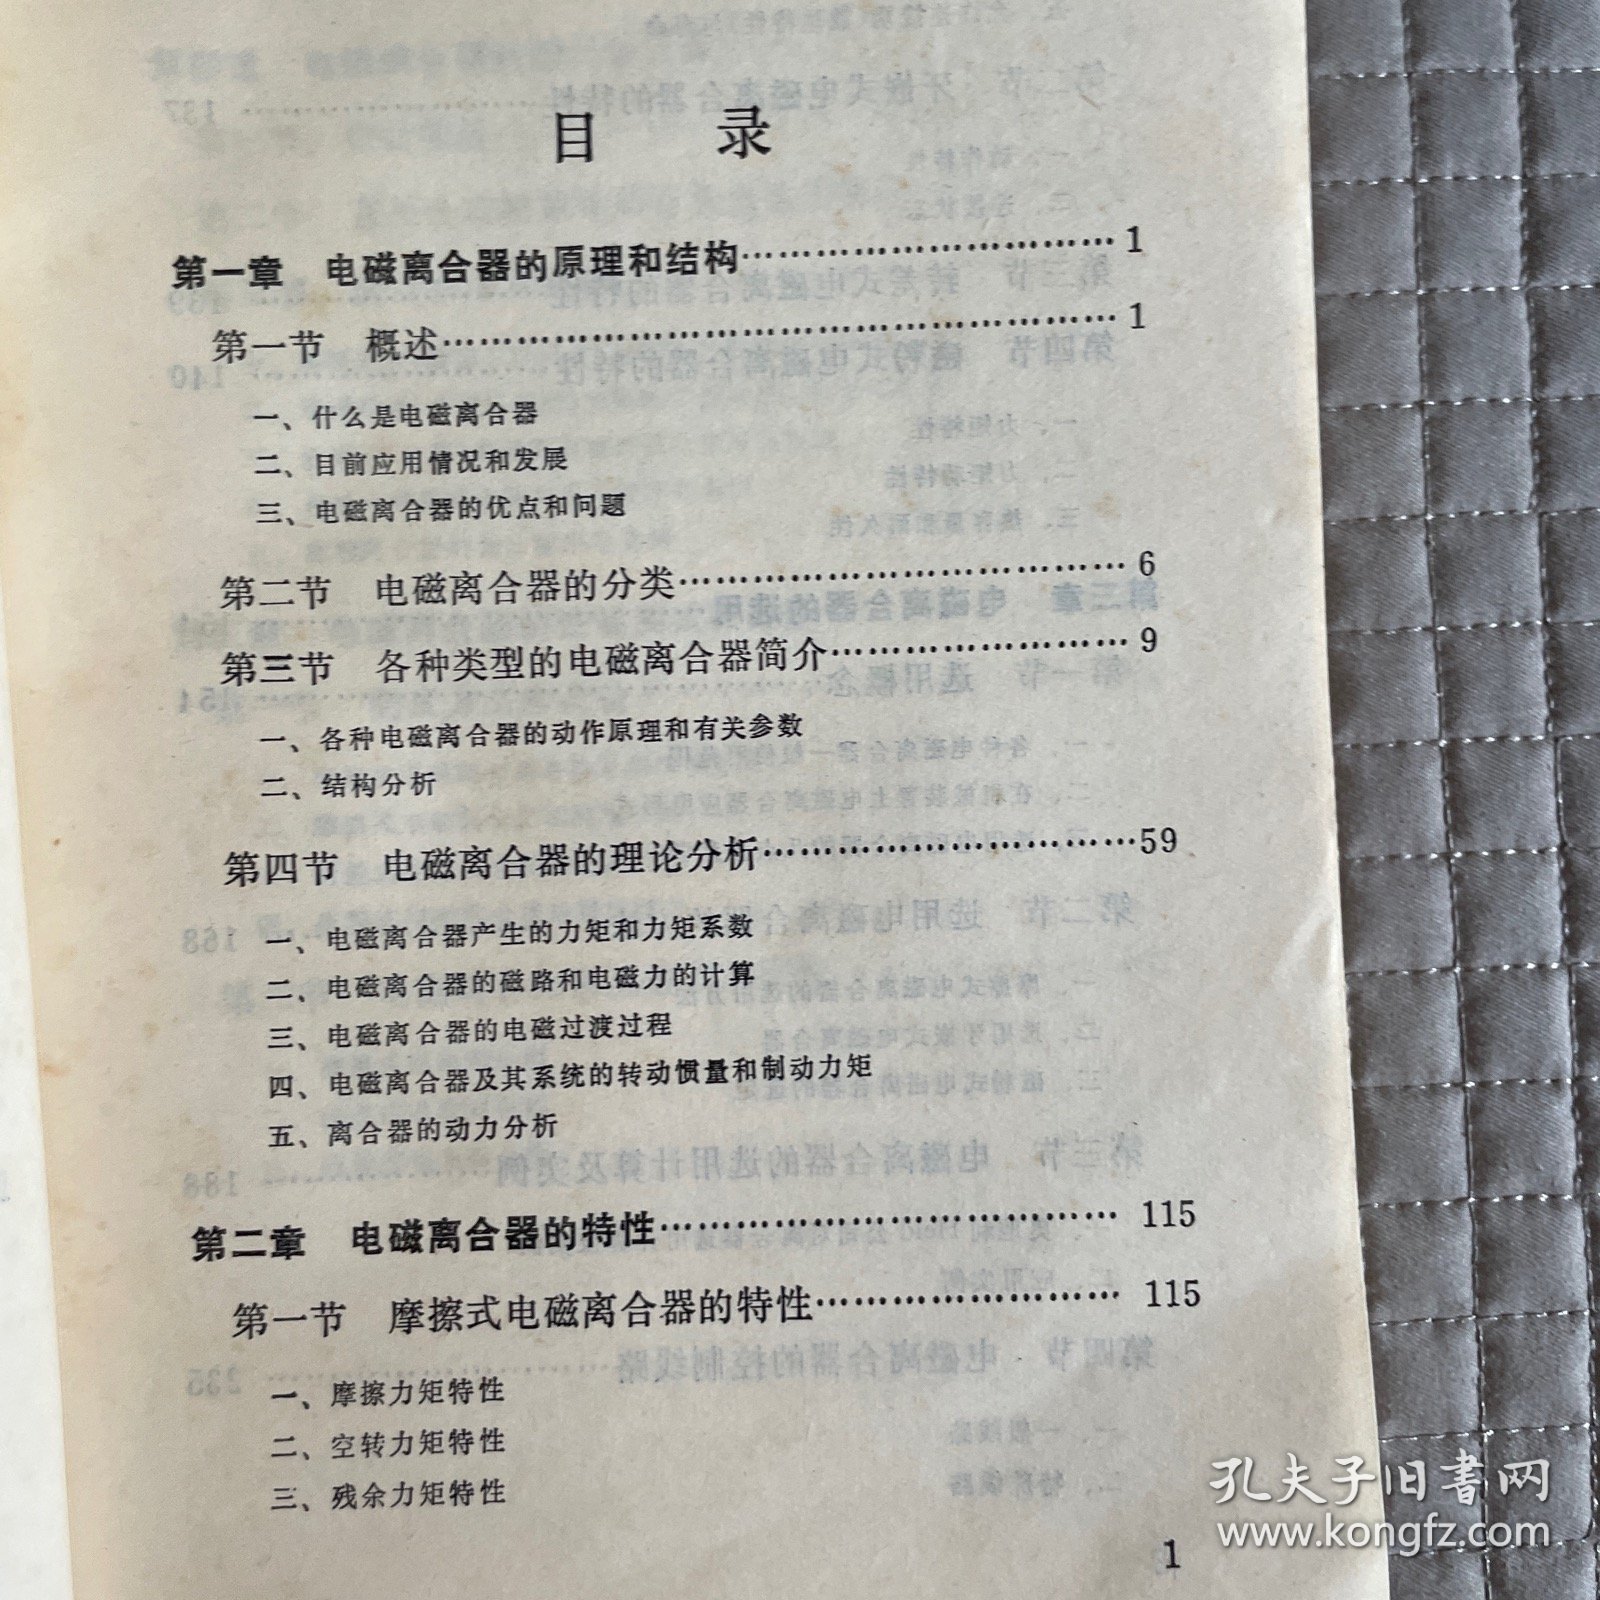 目 录
第一章 电磁离合器的原理和结构…………………………… 1
第一节 概述…………………………………………………… 1
一、什么是电磁离合器
二、目前应用情况和发展
三、电磁离合器的优点和问题
第二节 电磁离合器的分类………………………………… 6
第三节 各种类型的电磁离合器简介……………………… 9
一、各种电磁离合器的动作原理和有关参数
二、结构分析
第四节 电磁离合器的理论分析…………………………59
一、电磁离合器产生的力矩和力矩系数
二、电磁离合器的磁路和电磁力的计算
三、电磁离合器的电磁过渡过程
四、电磁离合器及其系统的转动惯量和制动力矩
五、离合器的动力分析
第二章 电磁离合器的特性………………………………… 115
第一节 摩擦式电磁离合器的特性……………………… 115
一、摩擦力矩特性
二、空转力矩特性
三、残余力矩特性
1
孔夫子旧书网
www.kongfz.com